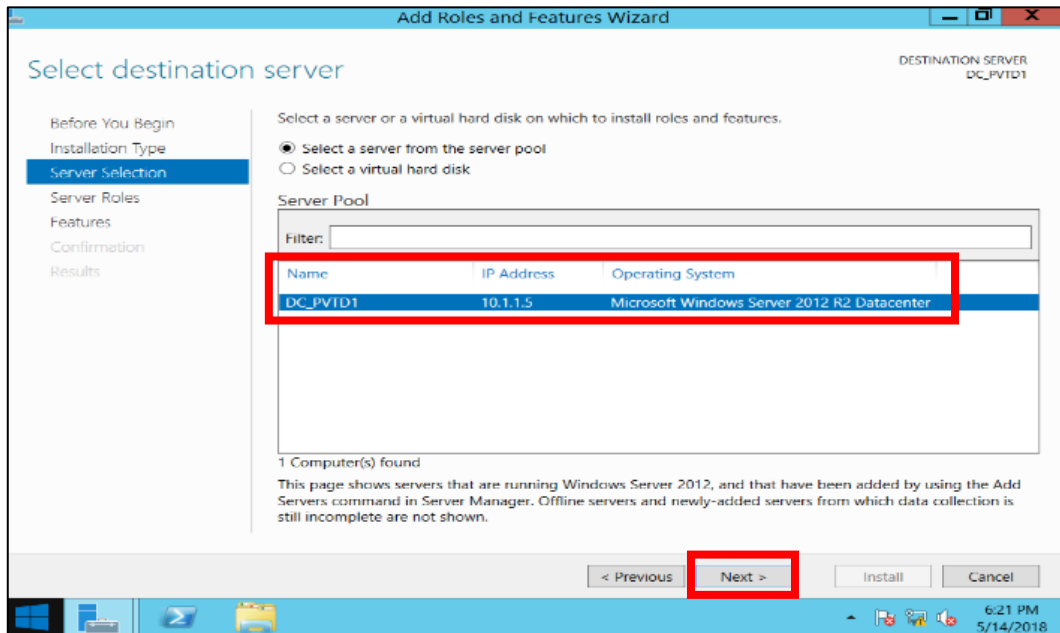 Add Roles and Features Wizard
Select destination server
DESTINATION SERVER
DC_PVTD1
Before You Begin
Installation Type
Server Selection
Server Roles
Features
Confirmation
Results
Select a server or a virtual hard disk on which to install roles and features.
Select a server from the server pool
Select a virtual hard disk
Server Pool
Filter:
Name IP Address Operating System
DC_PVTD1 10.1.1.5 Microsoft Windows Server 2012 R2 Datacenter
1 Computer(s) found
This page shows servers that are running Windows Server 2012, and that have been added by using the Add
Servers command in Server Manager. Offline servers and newly-added servers from which data collection is
still incomplete are not shown.
< Previous Next > Install Cancel
6:21 PM
5/14/2018